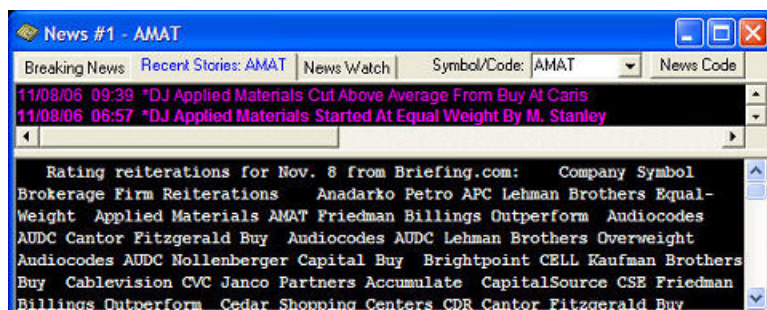 News #1 - AMAT
Breaking News Recent Stories: AMAT News Watch Symbol/Code: AMAT News Code
11/08/06 09:39 *DJ Applied Materials Cut Above Average From Buy At Caris
11/08/06 06:57 *DJ Applied Materials Started At Equal Weight By M. Stanley
Rating reiterations for Nov. 8 from Briefing.com: Company Symbol
Brokerage Firm Reiterations Anadarko Petro APC Lehman Brothers Equal-
Weight Applied Materials AMAT Friedman Billings Outperform Audiocodes
AUDC Cantor Fitzgerald Buy Audiocodes AUDC Lehman Brothers Overweight
Audiocodes AUDC Nollenberger Capital Buy Brightpoint CELL Kaufman Brothers
Buy Cablevision CVC Janco Partners Accumulate CapitalSource CSE Friedman
Billings Outperform Cedar Shopping Centers CDR Cantor Fitzgerald Buy